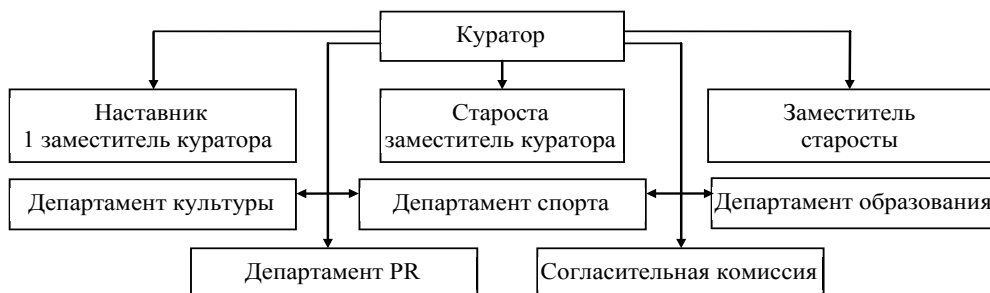 Куратор
Наставник
1 заместитель куратора
Староста
заместитель куратора
Заместитель
старосты
Департамент культуры
Департамент спорта
Департамент образования
Департамент PR
Согласительная комиссия